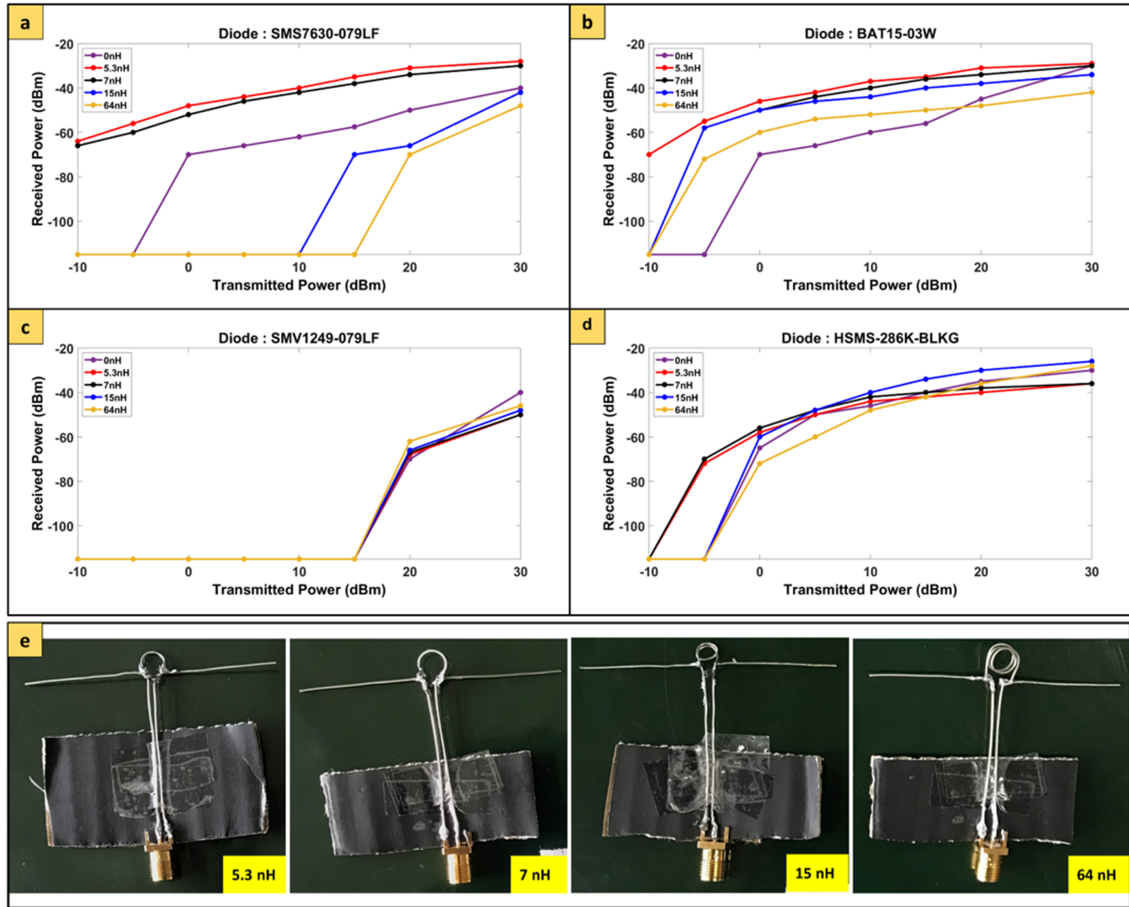 a
Diode : SMS7630-079LF
0nH
5.3nH
7nH
15nH
64nH
Received Power (dBm)
-20
-40
-60
-80
-100
-10 0 10 20 30
Transmitted Power (dBm)
b
Diode : BAT15-03W
0nH
5.3nH
7nH
15nH
64nH
Received Power (dBm)
-20
-40
-60
-80
-100
-10 0 10 20 30
Transmitted Power (dBm)
c
Diode : SMV1249-079LF
0nH
5.3nH
7nH
15nH
64nH
Received Power (dBm)
-20
-40
-60
-80
-100
-10 0 10 20 30
Transmitted Power (dBm)
d
Diode : HSMS-286K-BLKG
0nH
5.3nH
7nH
15nH
64nH
Received Power (dBm)
-20
-40
-60
-80
-100
-10 0 10 20 30
Transmitted Power (dBm)
e
5.3 nH
7 nH
15 nH
64 nH